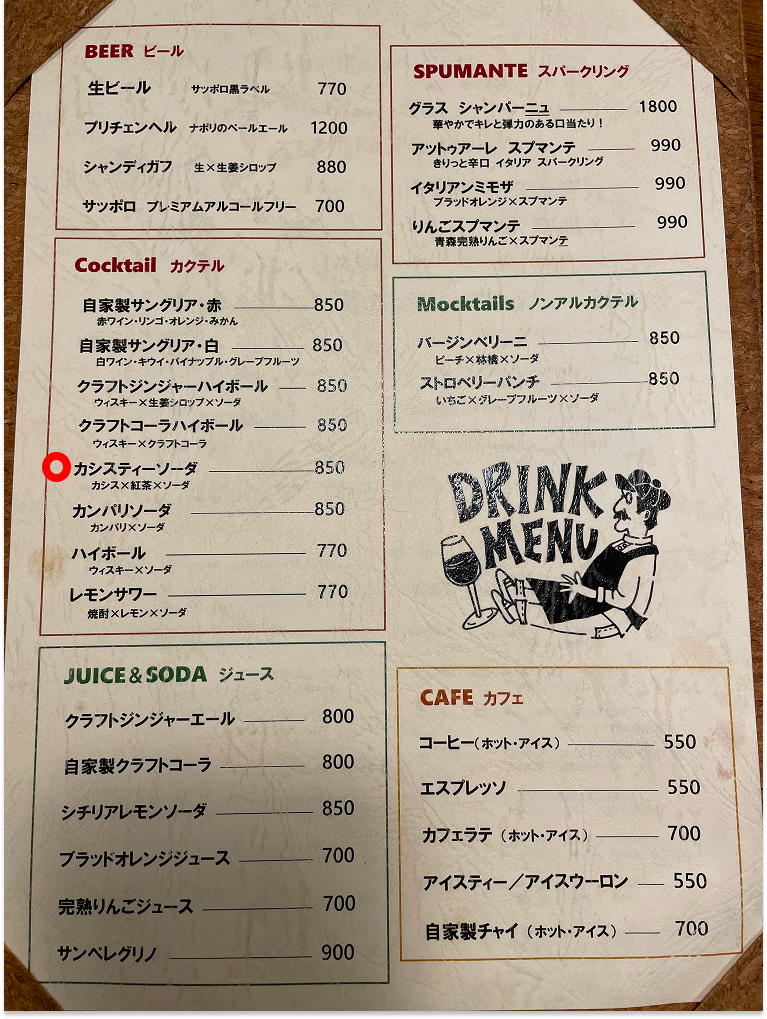 BEER ビール
生ビール サッポロ黒ラベル 770
プリチェンヘル ナポリのペールエール 1200
シャンディガフ 生×生姜シロップ 880
サッポロ プレミアムアルコールフリー 700
Cocktail カクテル
自家製サングリア・赤 850
赤ワイン・リンゴ・オレンジ・みかん
自家製サングリア・白 850
白ワイン・キウイ・パイナップル・グレープフルーツ
クラフトジンジャーハイボール 850
ウィスキー×生姜シロップ×ソーダ
クラフトコーラハイボール 850
ウィスキー×クラフトコーラ
カシスティーソーダ 850
カシス×紅茶×ソーダ
カンパリソーダ 850
カンパリ×ソーダ
ハイボール 770
ウィスキー×ソーダ
レモンサワー 770
焼酎×レモン×ソーダ
JUICE&SODA ジュース
クラフトジンジャーエール 800
自家製クラフトコーラ 800
シチリアレモンソーダ 850
ブラッドオレンジジュース 700
完熟りんごジュース 700
サンペレグリノ 900
SPUMANTE スパークリング
グラス シャンパーニュ 1800
華やかでキレと弾力のある口当たり！
アットゥアーレ スプマンテ 990
きりっと辛口 イタリア スパークリング
イタリアンミモザ 990
ブラッドオレンジ×スプマンテ
りんごスプマンテ 990
青森完熟りんご×スプマンテ
Mocktails ノンアルカクテル
バージンベリーニ 850
ピーチ×林檎×ソーダ
ストロベリーパンチ 850
いちご×グレープフルーツ×ソーダ
DRINK
MENU
CAFE カフェ
コーヒー(ホット・アイス) 550
エスプレッソ 550
カフェラテ (ホット・アイス) 700
アイスティー／アイスウーロン 550
自家製チャイ (ホット・アイス) 700